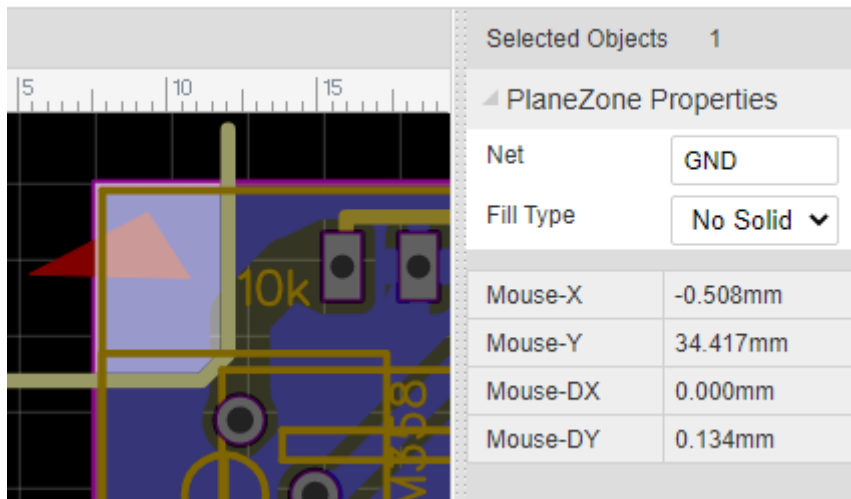 Selected Objects 1
5 10 15
PlaneZone Properties
Net GND
Fill Type No Solid
10k
Mouse-X -0.508mm
Mouse-Y 34.417mm
Mouse-DX 0.000mm
Mouse-DY 0.134mm
M358